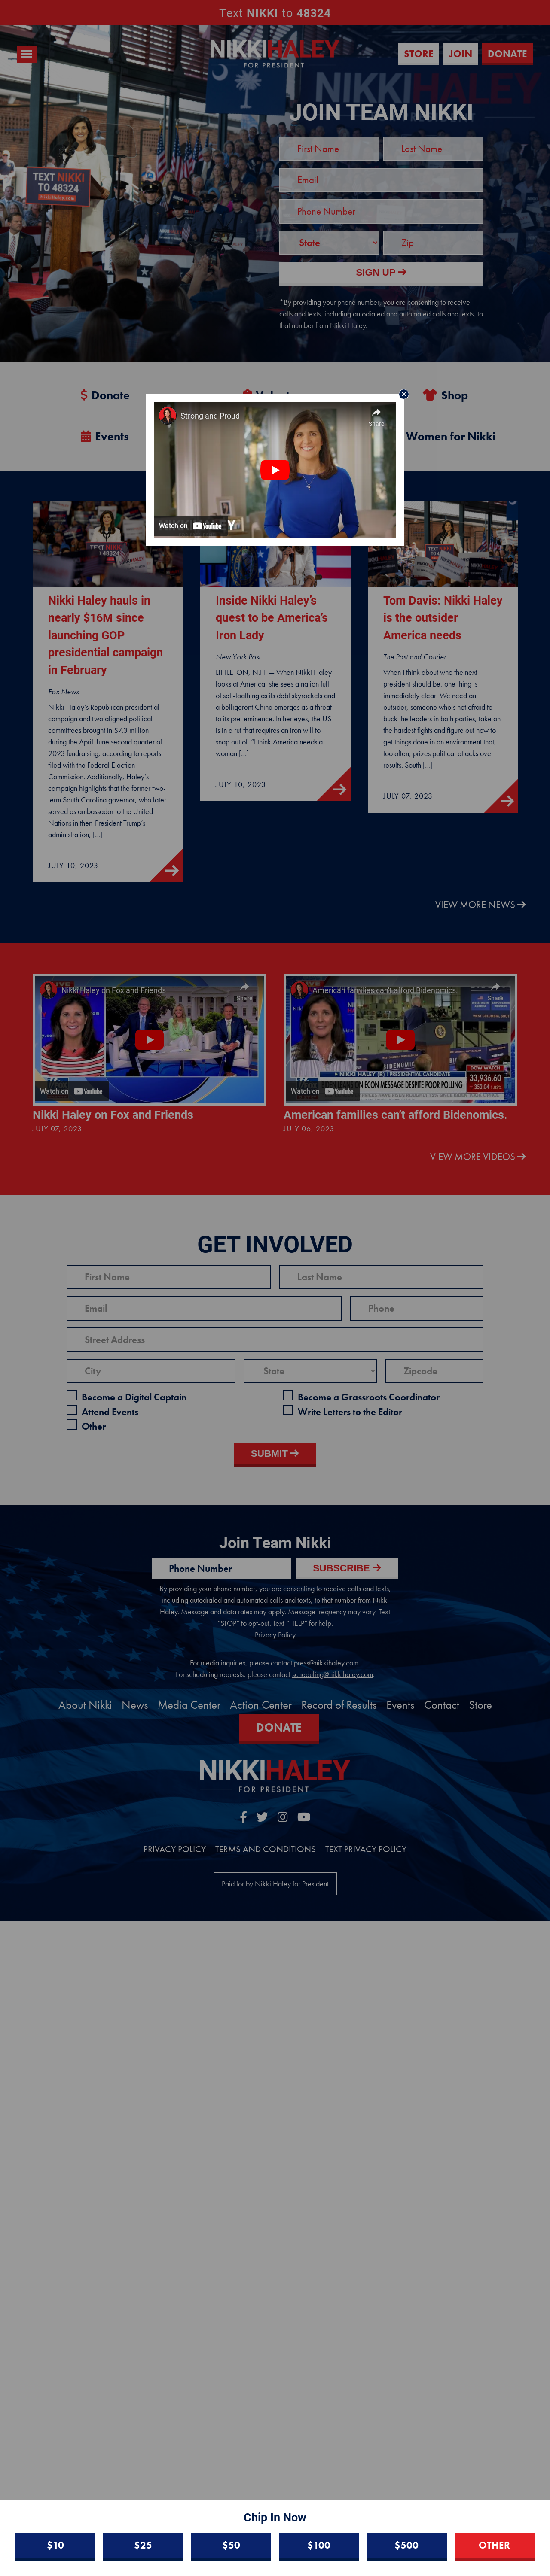 Text NIKKI to 48324
NIKKIHALEY
FOR PRESIDENT
STORE
JOIN
DONATE
JOIN TEAM NIKKI
TEXT NIKKI
TO 48324
First Name
Last Name
Email
Phone Number
State
Zip
SIGN UP
*By providing your phone number, you are consenting to receive
calls and texts, including autodialed and automated calls and texts, to
that number from Nikki Haley.
Donate
Shop
Events
Women for Nikki
Strong and Proud
Share
Watch on YouTube
Nikki Haley hauls in
nearly $16M since
launching GOP
presidential campaign
in February
Fox News
Nikki Haley's Republican presidential
campaign and two aligned political
committees brought in $7.3 million
during the April-June second quarter of
2023 fundraising, according to reports
filed with the Federal Election
Commission. Additionally, Haley's
campaign highlights that the former two-
term South Carolina governor, who later
served as ambassador to the United
Nations in then-President Trump's
administration, [...]
JULY 10, 2023
Inside Nikki Haley's
quest to be America's
Iron Lady
New York Post
LITTLETON, N.H. — When Nikki Haley
looks at America, she sees a nation full
of self-loathing as its debt skyrockets and
a belligerent China emerges as a threat
to its pre-eminence. In her eyes, the US
is in a rut that requires an iron will to
snap out of. "I think America needs a
woman [...]
JULY 10, 2023
Tom Davis: Nikki Haley
is the outsider
America needs
The Post and Courier
When I think about who the next
president should be, one thing is
immediately clear: We need an
outsider, someone who's not afraid to
buck the leaders in both parties, take on
the hardest fights and figure out how to
get things done in an environment that,
too often, prizes political attacks over
results. South [...]
JULY 07, 2023
VIEW MORE NEWS
Nikki Haley on Fox and Friends
Share
Watch on YouTube
Nikki Haley on Fox and Friends
JULY 07, 2023
American families can't afford Bidenomics.
Share
NIKKI HALEY (R) | PRESIDENTIAL CANDIDATE
DOW WATCH
33,936.60
Watch on YouTube
American families can't afford Bidenomics.
JULY 06, 2023
VIEW MORE VIDEOS
GET INVOLVED
First Name
Last Name
Email
Phone
Street Address
City
State
Zipcode
Become a Digital Captain
Become a Grassroots Coordinator
Attend Events
Write Letters to the Editor
Other
SUBMIT
Join Team Nikki
Phone Number
SUBSCRIBE
By providing your phone number, you are consenting to receive calls and texts,
including autodialed and automated calls and texts, to that number from Nikki
Haley. Message and data rates may apply. Message frequency may vary. Text
"STOP" to opt-out. Text "HELP" for help.
Privacy Policy
For media inquiries, please contact press@nikkihaley.com.
For scheduling requests, please contact scheduling@nikkihaley.com.
About Nikki News Media Center Action Center Record of Results Events Contact Store
DONATE
NIKKIHALEY
FOR PRESIDENT
PRIVACY POLICY TERMS AND CONDITIONS TEXT PRIVACY POLICY
Paid for by Nikki Haley for President
Chip In Now
$10
$25
$50
$100
$500
OTHER